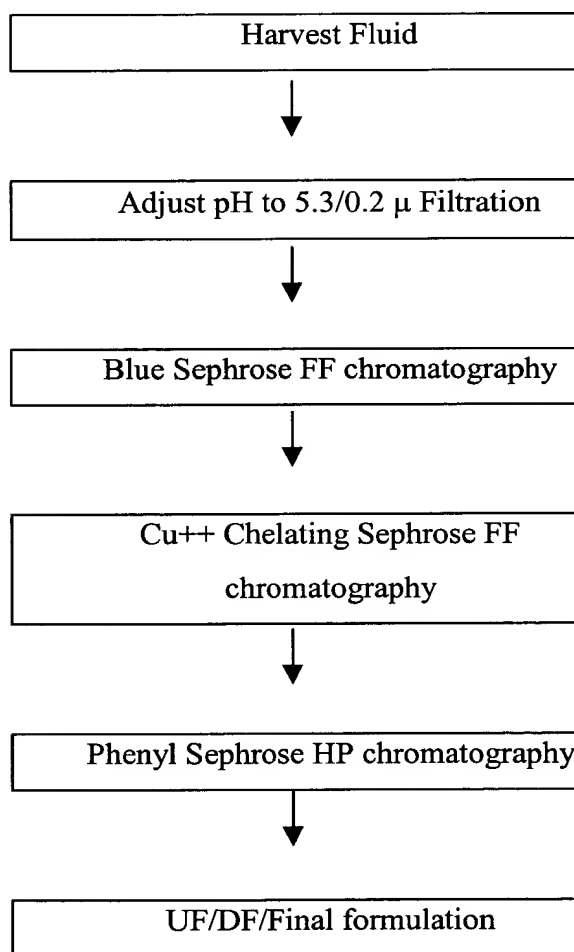 Harvest Fluid
Adjust pH to 5.3/0.2 μ Filtration
Blue Sephrose FF chromatography
Cu++ Chelating Sephrose FF
chromatography
Phenyl Sephrose HP chromatography
UF/DF/Final formulation